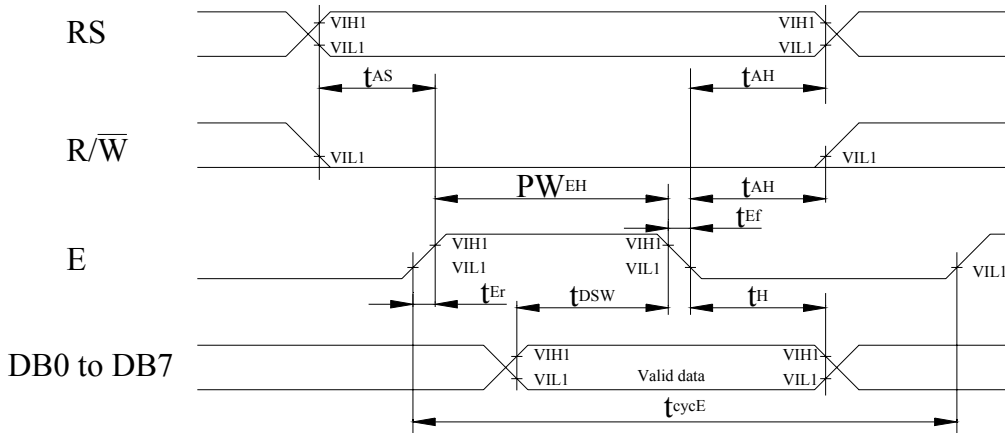 RS
VIH1 VIH1
VIL1 VIL1
tAS tAH
R/W̅
VIL1 VIL1
PWEH tAH
tEf
E
VIH1 VIH1
VIL1 VIL1 VIL1
tEr tDSW tH
DB0 to DB7
VIH1 VIH1
VIL1 Valid data VIL1
tcycE